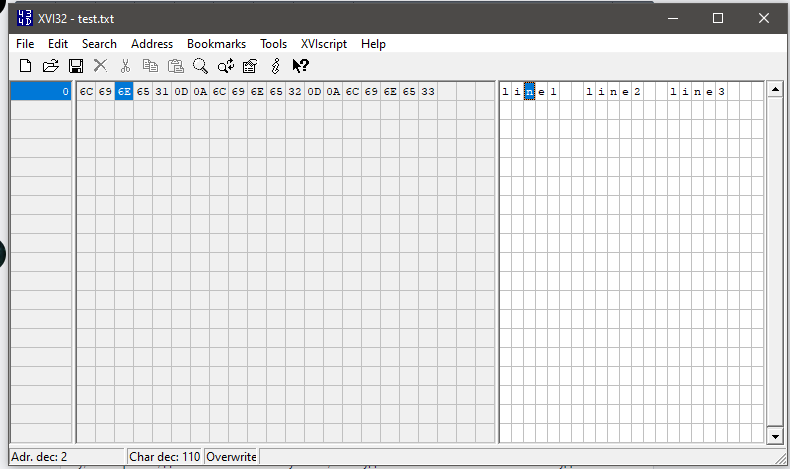 XVI32 - test.txt
File Edit Search Address Bookmarks Tools XVIscript Help
0 6C 69 6E 65 31 0D 0A 6C 69 6E 65 32 0D 0A 6C 69 6E 65 33 l i n e 1 l i n e 2 l i n e 3
Adr. dec: 2 Char dec: 110 Overwrite